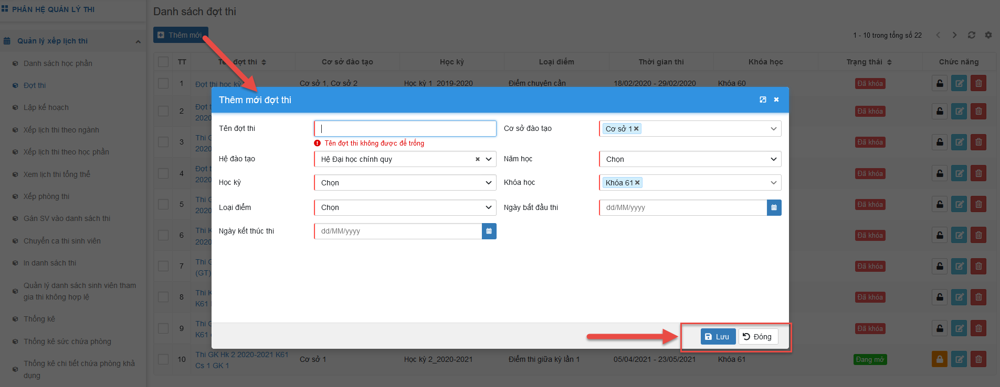 PHÂN HỆ QUẢN LÝ THI
Danh sách đợt thi
Quản lý xếp lịch thi
Thêm mới
1 - 10 trong tổng số 22
Danh sách học phần
Đợt thi
Lập kế hoạch
Xếp lịch thi theo ngành
Xếp lịch thi theo học phần
Xem lịch thi tổng thể
Xếp phòng thi
Gán SV vào danh sách thi
Chuyển ca thi sinh viên
In danh sách thi
Quản lý danh sách sinh viên tham
gia thi không hợp lệ
Thống kê
Thống kê sức chứa phòng
Thống kê chi tiết chứa phòng khả
dụng
TT Tên đợt thi Cơ sở đào tạo Học kỳ Loại điểm Thời gian thi Khóa học Trạng thái Chức năng
1 Đợt thi học kỳ Cơ sở 1, Cơ sở 2 Học kỳ 1_2019-2020 Điểm chuyên cần 18/02/2020 - 29/02/2020 Khóa 60 Đã khóa
2 Đợt t Đã khóa
2020
3 Thi G Đã khóa
2020
4 Đợt t Đã khóa
2020
5 Thi G Đã khóa
2020
6 Thi K Đã khóa
2020
7 Thi G Đã khóa
(GT)
8 Thi K Đã khóa
K61
9 Thi G Đã khóa
K61
10 Thi GK Hk 2 2020-2021 K61 Cơ sở 1 Học kỳ 2_2020-2021 Điểm thi giữa kỳ lần 1 05/04/2021 - 23/05/2021 Khóa 61 Đang mở
Cs 1 GK 1
Thêm mới đợt thi
Tên đợt thi Cơ sở đào tạo Cơ sở 1
Tên đợt thi không được để trống
Hệ đào tạo Hệ Đại học chính quy Năm học Chọn
Học kỳ Chọn Khóa học Khóa 61
Loại điểm Chọn Ngày bắt đầu thi dd/MM/yyyy
Ngày kết thúc thi dd/MM/yyyy
Lưu Đóng